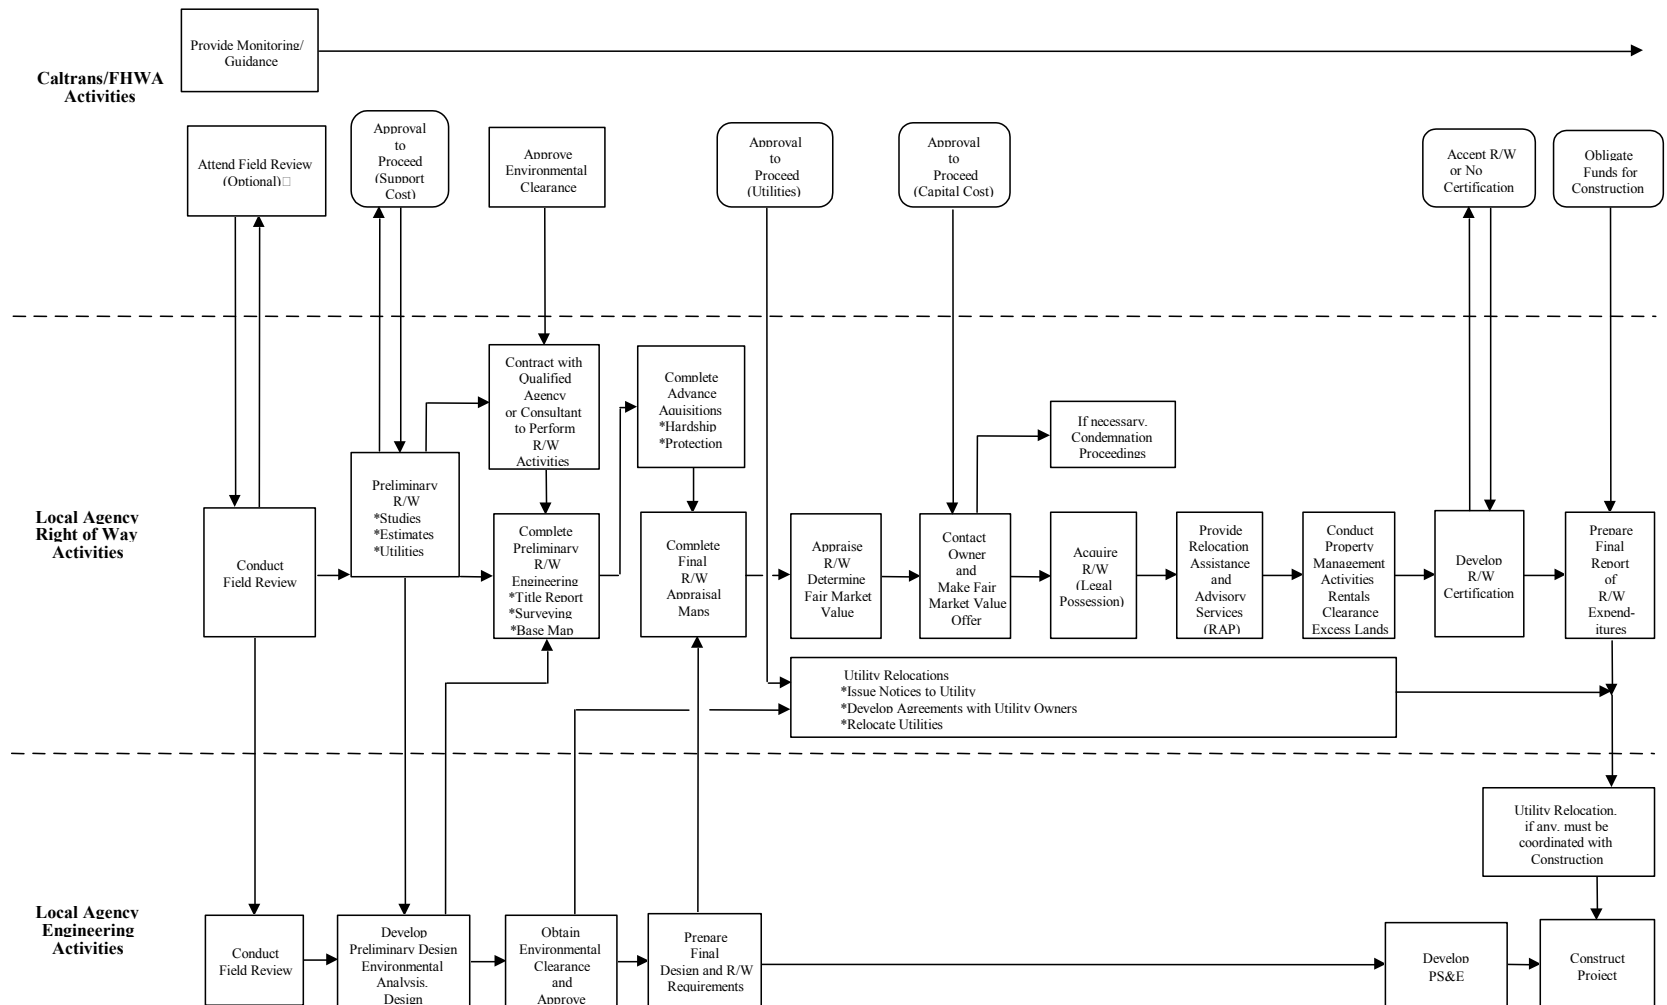 Provide Monitoring/
Guidance
Caltrans/FHWA
Activities
Attend Field Review
(Optional)
Approval
to
Proceed
(Support
Cost)
Approve
Environmental
Clearance
Approval
to
Proceed
(Utilities)
Approval
to
Proceed
(Capital Cost)
Accept R/W
or No
Certification
Obligate
Funds for
Construction
Local Agency
Right of Way
Activities
Conduct
Field Review
Preliminary
R/W
*Studies
*Estimates
*Utilities
Contract with
Qualified
Agency
or Consultant
to Perform
R/W
Activities
Complete
Preliminary
R/W
Engineering
*Title Report
*Surveying
*Base Map
Complete
Advance
Aquisitions
*Hardship
*Protection
Complete
Final
R/W
Appraisal
Maps
Appraise
R/W
Determine
Fair Market
Value
Contact
Owner
and
Make Fair
Market Value
Offer
If necessary.
Condemnation
Proceedings
Acquire
R/W
(Legal
Possession)
Provide
Relocation
Assistance
and
Advisory
Services
(RAP)
Conduct
Property
Management
Activities
Rentals
Clearance
Excess Lands
Develop
R/W
Certification
Prepare
Final
Report
of
R/W
Expend-
itures
Utility Relocations
*Issue Notices to Utility
*Develop Agreements with Utility Owners
*Relocate Utilities
Utility Relocation.
if any. must be
coordinated with
Construction
Local Agency
Engineering
Activities
Conduct
Field Review
Develop
Preliminary Design
Environmental
Analysis.
Design
Obtain
Environmental
Clearance
and
Approve
Prepare
Final
Design and R/W
Requirements
Develop
PS&E
Construct
Project